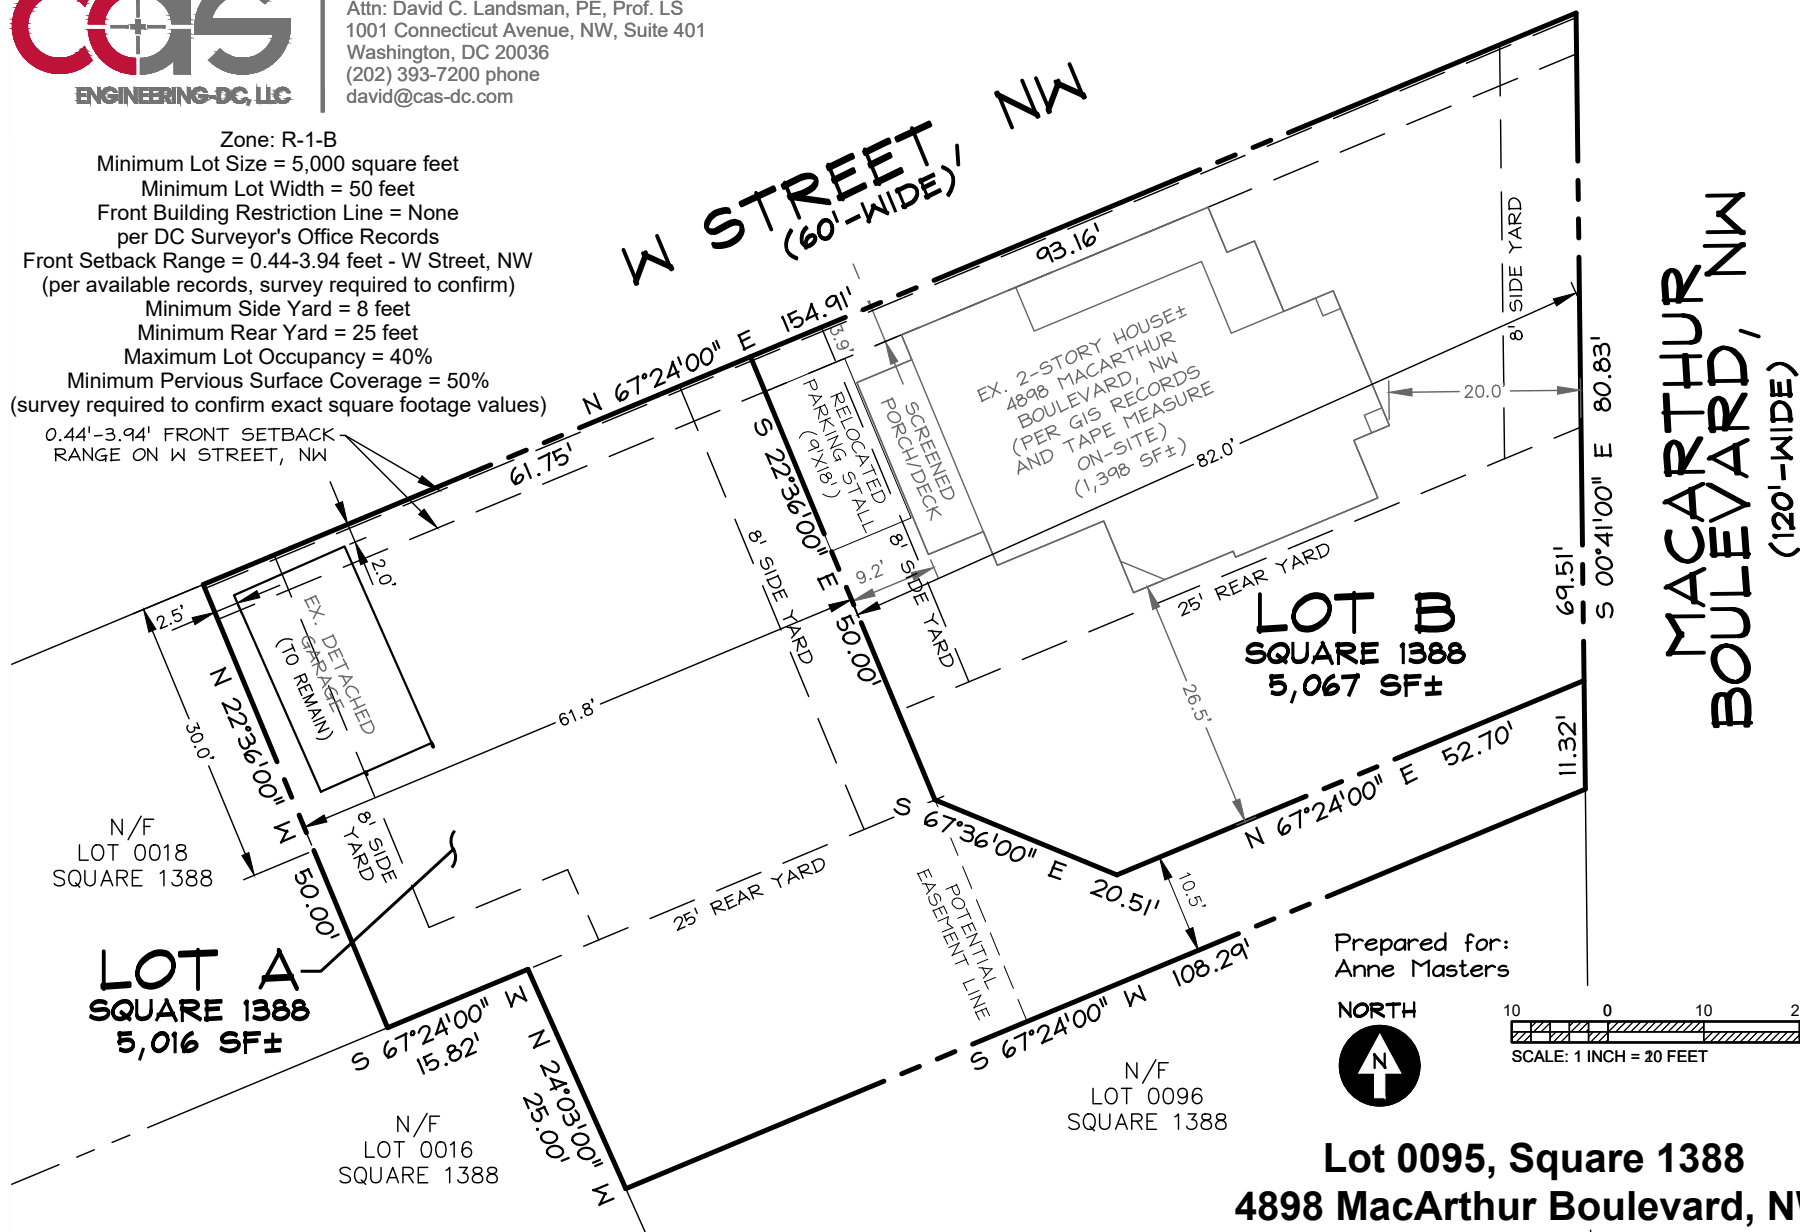 cas
ENGINEERING-DC, LLC
Attn: David C. Landsman, PE, Prof. LS
1001 Connecticut Avenue, NW, Suite 401
Washington, DC 20036
(202) 393-7200 phone
david@cas-dc.com
Zone: R-1-B
Minimum Lot Size = 5,000 square feet
Minimum Lot Width = 50 feet
Front Building Restriction Line = None
per DC Surveyor's Office Records
Front Setback Range = 0.44-3.94 feet - W Street, NW
(per available records, survey required to confirm)
Minimum Side Yard = 8 feet
Minimum Rear Yard = 25 feet
Maximum Lot Occupancy = 40%
Minimum Pervious Surface Coverage = 50%
(survey required to confirm exact square footage values)
0.44'-3.94' FRONT SETBACK
RANGE ON W STREET, NW
W STREET, NW
(60'-WIDE)
N 67°24'00" E 154.91'
93.16'
61.75'
MACARTHUR
BOULEVARD, NW
(120'-WIDE)
S 00°41'00" E 80.83'
69.51'
11.32'
8' SIDE YARD
20.0'
EX. 2-STORY HOUSE±
4898 MACARTHUR
BOULEVARD, NW
(PER GIS RECORDS
AND TAPE MEASURE
ON-SITE)
(1,398 SF±)
82.0'
SCREENED
PORCH/DECK
3.9'
RELOCATED
PARKING STALL
(9'X18')
S 22°36'00" E
50.00'
9.2'
8' SIDE YARD
8' SIDE YARD
25' REAR YARD
LOT B
SQUARE 1388
5,067 SF±
26.5'
2.0'
2.5'
EX. DETACHED
GARAGE
(TO REMAIN)
30.0'
N 22°36'00" W
50.00'
61.8'
8' SIDE
YARD
N/F
LOT 0018
SQUARE 1388
LOT A
SQUARE 1388
5,016 SF±
25' REAR YARD
S 67°36'00" E 20.51'
N 67°24'00" E 52.70'
10.5'
POTENTIAL
EASEMENT LINE
S 67°24'00" W 108.29'
S 67°24'00" W
15.82'
N 24°03'00" W
25.00'
N/F
LOT 0016
SQUARE 1388
N/F
LOT 0096
SQUARE 1388
Prepared for:
Anne Masters
NORTH
N
10 0 10
SCALE: 1 INCH = 20 FEET
Lot 0095, Square 1388
4898 MacArthur Boulevard, NW